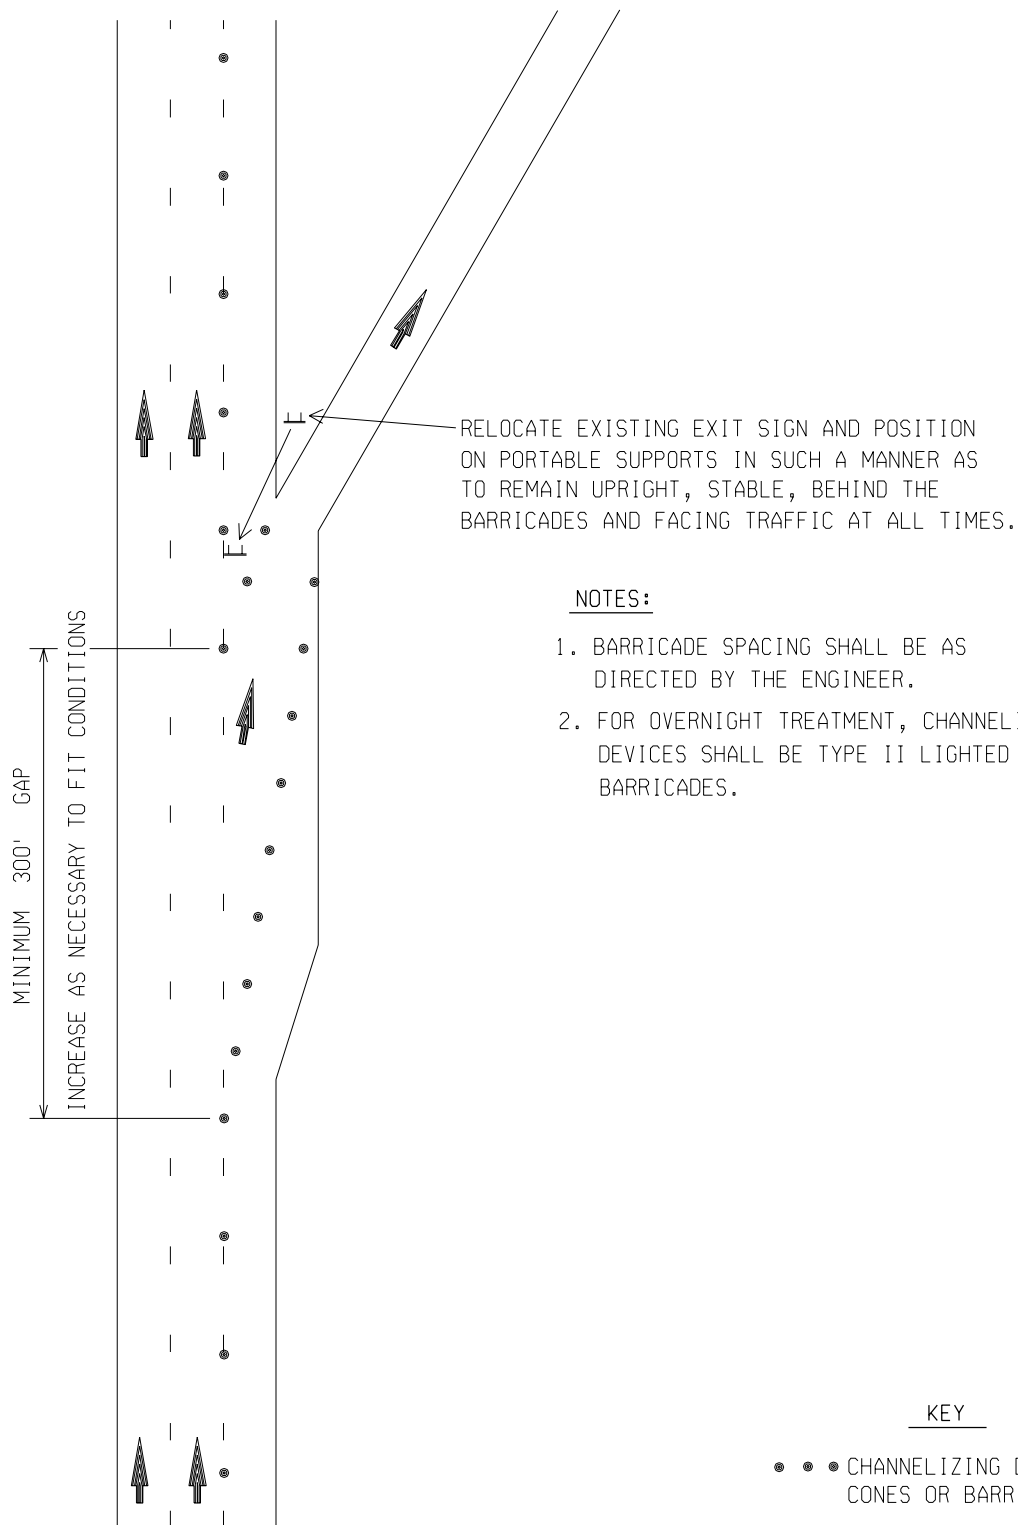 RELOCATE EXISTING EXIT SIGN AND POSITION
ON PORTABLE SUPPORTS IN SUCH A MANNER AS
TO REMAIN UPRIGHT, STABLE, BEHIND THE
BARRICADES AND FACING TRAFFIC AT ALL TIMES.
NOTES:
1. BARRICADE SPACING SHALL BE AS
DIRECTED BY THE ENGINEER.
2. FOR OVERNIGHT TREATMENT,
DEVICES SHALL BE TYPE II LIGHTED
BARRICADES.
MINIMUM 300' GAP
INCREASE AS NECESSARY TO FIT CONDITIONS
KEY
CHANNELIZING
CONES OR